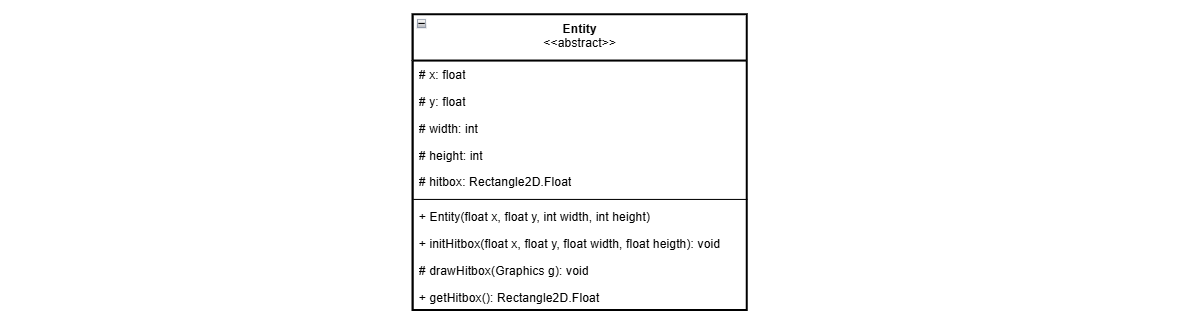 Entity
<<abstract>>
# x: float
# y: float
# width: int
# height: int
# hitbox: Rectangle2D.Float
+ Entity(float x, float y, int width, int height)
+ initHitbox(float x, float y, float width, float heigth): void
# drawHitbox(Graphics g): void
+ getHitbox(): Rectangle2D.Float